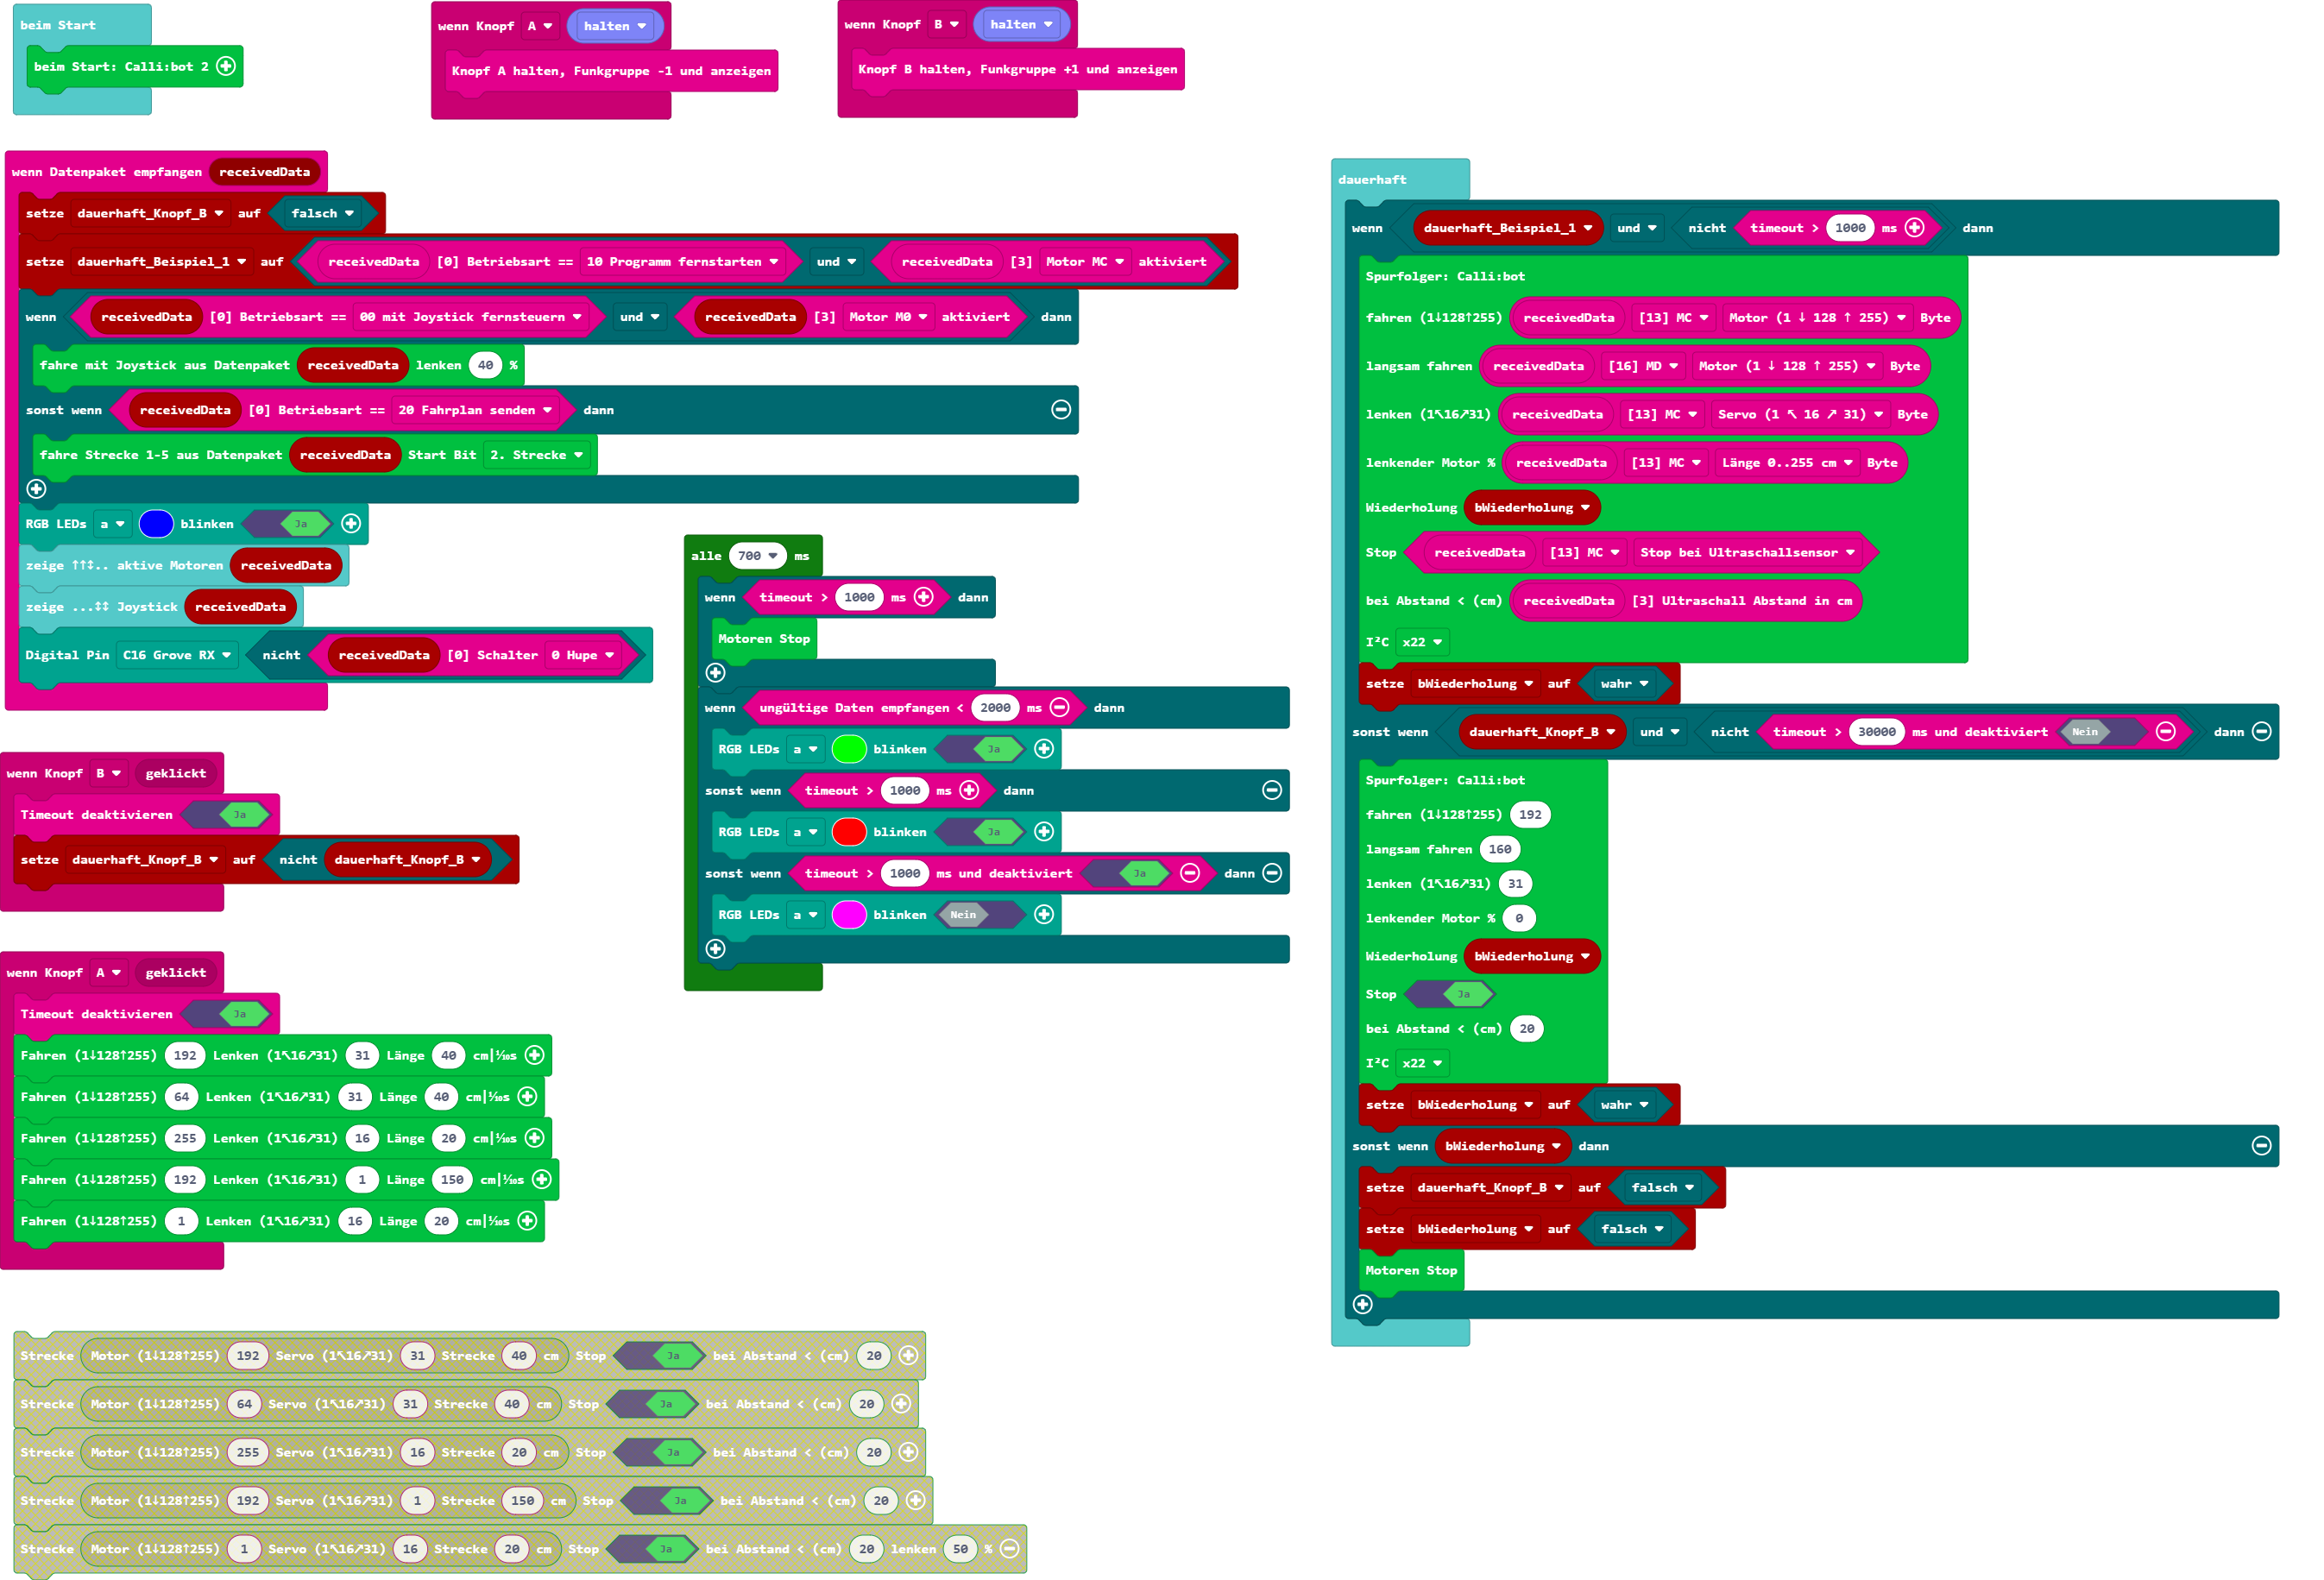 beim Start
beim Start: Calli:bot 2
wenn Knopf A halten
Knopf A halten, Funkgruppe -1 und anzeigen
wenn Knopf B halten
Knopf B halten, Funkgruppe +1 und anzeigen
wenn Datenpaket empfangen receivedData
setze dauerhaft_Knopf_B auf falsch
setze dauerhaft_Beispiel_1 auf receivedData [0] Betriebsart == 10 Programm fernstarten und receivedData [3] Motor MC aktiviert
wenn receivedData [0] Betriebsart == 00 mit Joystick fernsteuern und receivedData [3] Motor M0 aktiviert dann
fahre mit Joystick aus Datenpaket receivedData lenken 40 %
sonst wenn receivedData [0] Betriebsart == 20 Fahrplan senden dann
fahre Strecke 1-5 aus Datenpaket receivedData Start Bit 2. Strecke
RGB LEDs a blinken Ja
zeige ↑↑↕.. aktive Motoren receivedData
zeige ...↕↕ Joystick receivedData
Digital Pin C16 Grove RX nicht receivedData [0] Schalter 0 Hupe
wenn Knopf B geklickt
Timeout deaktivieren Ja
setze dauerhaft_Knopf_B auf nicht dauerhaft_Knopf_B
wenn Knopf A geklickt
Timeout deaktivieren Ja
Fahren (1↓128↑255) 192 Lenken (1↖16↗31) 31 Länge 40 cm|⅒s
Fahren (1↓128↑255) 64 Lenken (1↖16↗31) 31 Länge 40 cm|⅒s
Fahren (1↓128↑255) 255 Lenken (1↖16↗31) 16 Länge 20 cm|⅒s
Fahren (1↓128↑255) 192 Lenken (1↖16↗31) 1 Länge 150 cm|⅒s
Fahren (1↓128↑255) 1 Lenken (1↖16↗31) 16 Länge 20 cm|⅒s
alle 700 ms
wenn timeout > 1000 ms dann
Motoren Stop
wenn ungültige Daten empfangen < 2000 ms dann
RGB LEDs a blinken Ja
sonst wenn timeout > 1000 ms dann
RGB LEDs a blinken Ja
sonst wenn timeout > 1000 ms und deaktiviert Ja dann
RGB LEDs a blinken Nein
dauerhaft
wenn dauerhaft_Beispiel_1 und nicht timeout > 1000 ms dann
Spurfolger: Calli:bot
fahren (1↓128↑255) receivedData [13] MC Motor (1 ↓ 128 ↑ 255) Byte
langsam fahren receivedData [16] MD Motor (1 ↓ 128 ↑ 255) Byte
lenken (1↖16↗31) receivedData [13] MC Servo (1 ↖ 16 ↗ 31) Byte
lenkender Motor % receivedData [13] MC Länge 0..255 cm Byte
Wiederholung bWiederholung
Stop receivedData [13] MC Stop bei Ultraschallsensor
bei Abstand < (cm) receivedData [3] Ultraschall Abstand in cm
I²C x22
setze bWiederholung auf wahr
sonst wenn dauerhaft_Knopf_B und nicht timeout > 30000 ms und deaktiviert Nein dann
Spurfolger: Calli:bot
fahren (1↓128↑255) 192
langsam fahren 160
lenken (1↖16↗31) 31
lenkender Motor % 0
Wiederholung bWiederholung
Stop Ja
bei Abstand < (cm) 20
I²C x22
setze bWiederholung auf wahr
sonst wenn bWiederholung dann
setze dauerhaft_Knopf_B auf falsch
setze bWiederholung auf falsch
Motoren Stop
Strecke Motor (1↓128↑255) 192 Servo (1↖16↗31) 31 Strecke 40 cm Stop Ja bei Abstand < (cm) 20
Strecke Motor (1↓128↑255) 64 Servo (1↖16↗31) 31 Strecke 40 cm Stop Ja bei Abstand < (cm) 20
Strecke Motor (1↓128↑255) 255 Servo (1↖16↗31) 16 Strecke 20 cm Stop Ja bei Abstand < (cm) 20
Strecke Motor (1↓128↑255) 192 Servo (1↖16↗31) 1 Strecke 150 cm Stop Ja bei Abstand < (cm) 20
Strecke Motor (1↓128↑255) 1 Servo (1↖16↗31) 16 Strecke 20 cm Stop Ja bei Abstand < (cm) 20 lenken 50 %